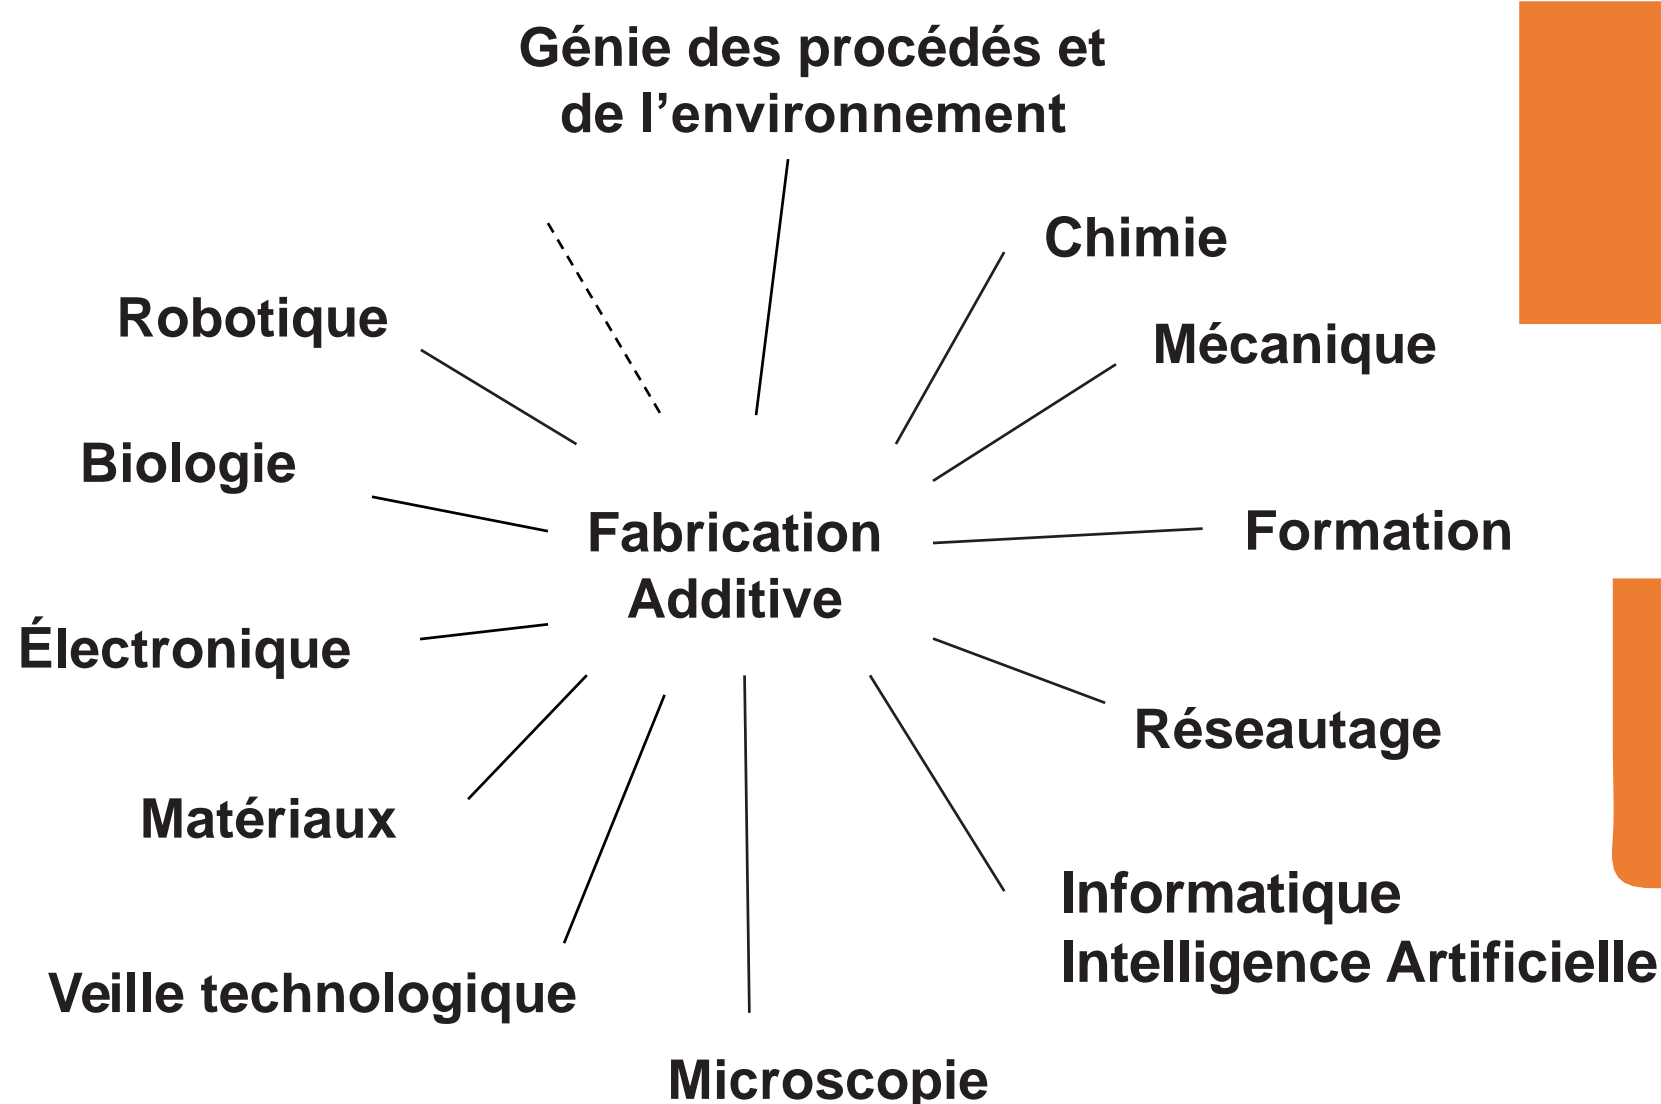 Génie des procédés et
de l’environnement
Chimie
Robotique
Mécanique
Biologie
Fabrication
Additive
Formation
Électronique
Réseautage
Matériaux
Informatique
Intelligence Artificielle
Veille technologique
Microscopie